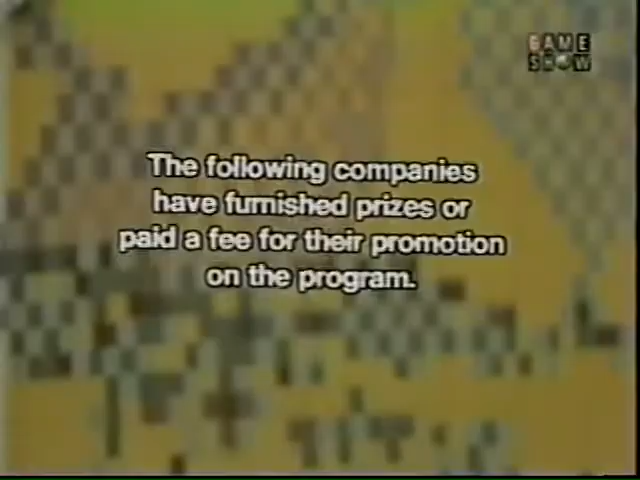 GAME
SHOW
The following companies
have furnished prizes or
paid a fee for their promotion
on the program.